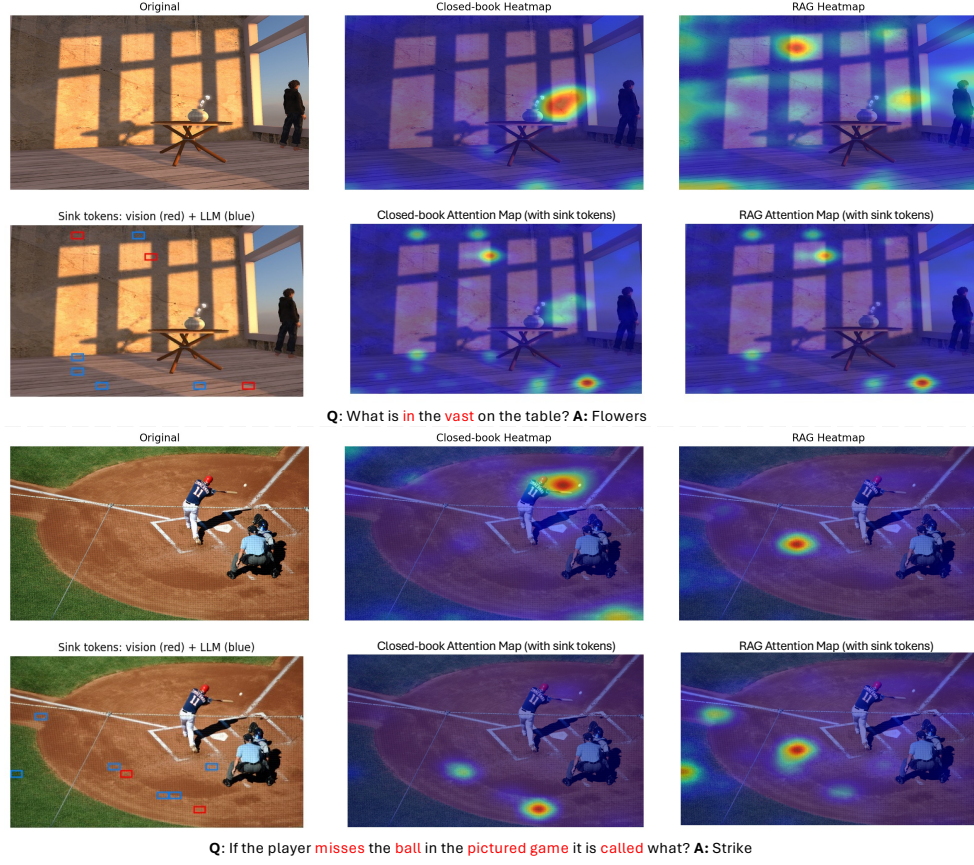 Original
Closed-book Heatmap
RAG Heatmap
Sink tokens: vision (red) + LLM (blue)
Closed-book Attention Map (with sink tokens)
RAG Attention Map (with sink tokens)
Q: What is in the vast on the table? A: Flowers
Original
Closed-book Heatmap
RAG Heatmap
11
Sink tokens: vision (red) + LLM (blue)
Closed-book Attention Map (with sink tokens)
RAG Attention Map (with sink tokens)
11
Q: If the player misses the ball in the pictured game it is called what? A: Strike